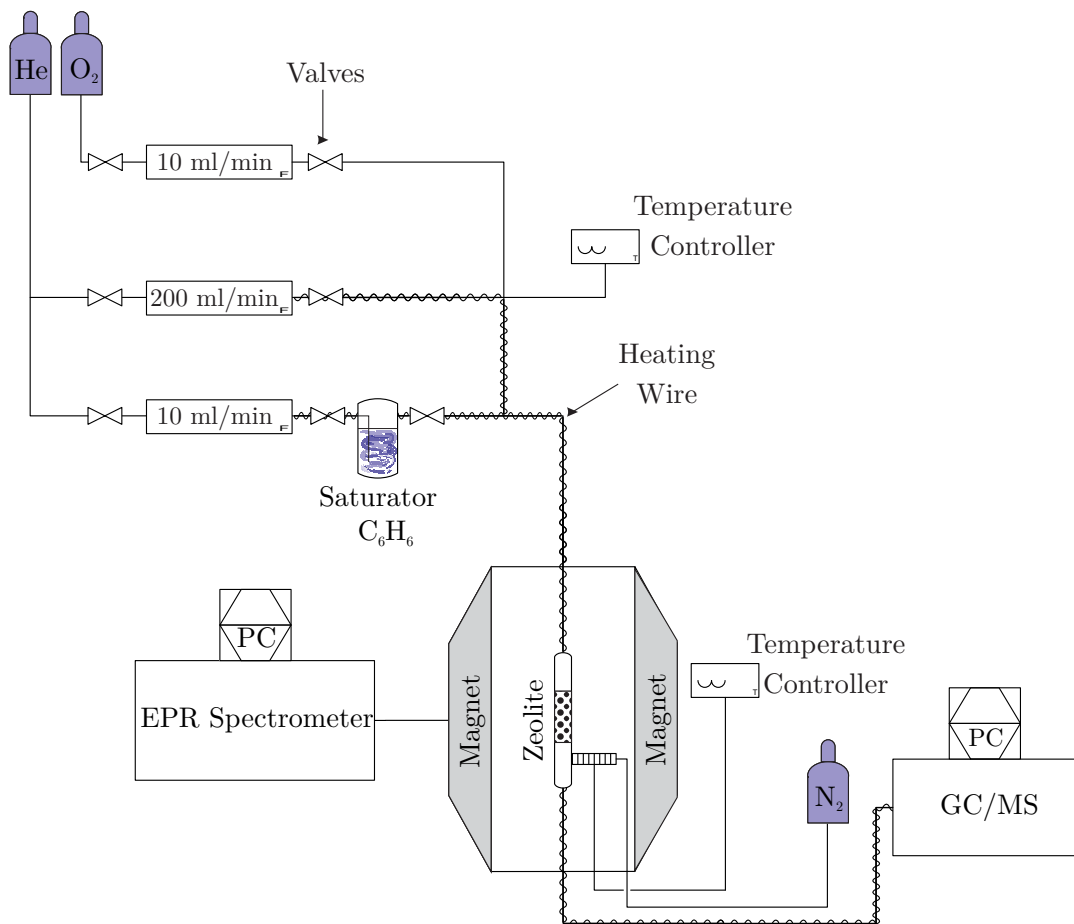 He
O₂
Valves
10 ml/min
F
Temperature
Controller
T
200 ml/min
F
Heating
Wire
10 ml/min
F
Saturator
C₆H₆
PC
EPR Spectrometer
Magnet
Zeolite
Magnet
Temperature
Controller
T
N₂
PC
GC/MS